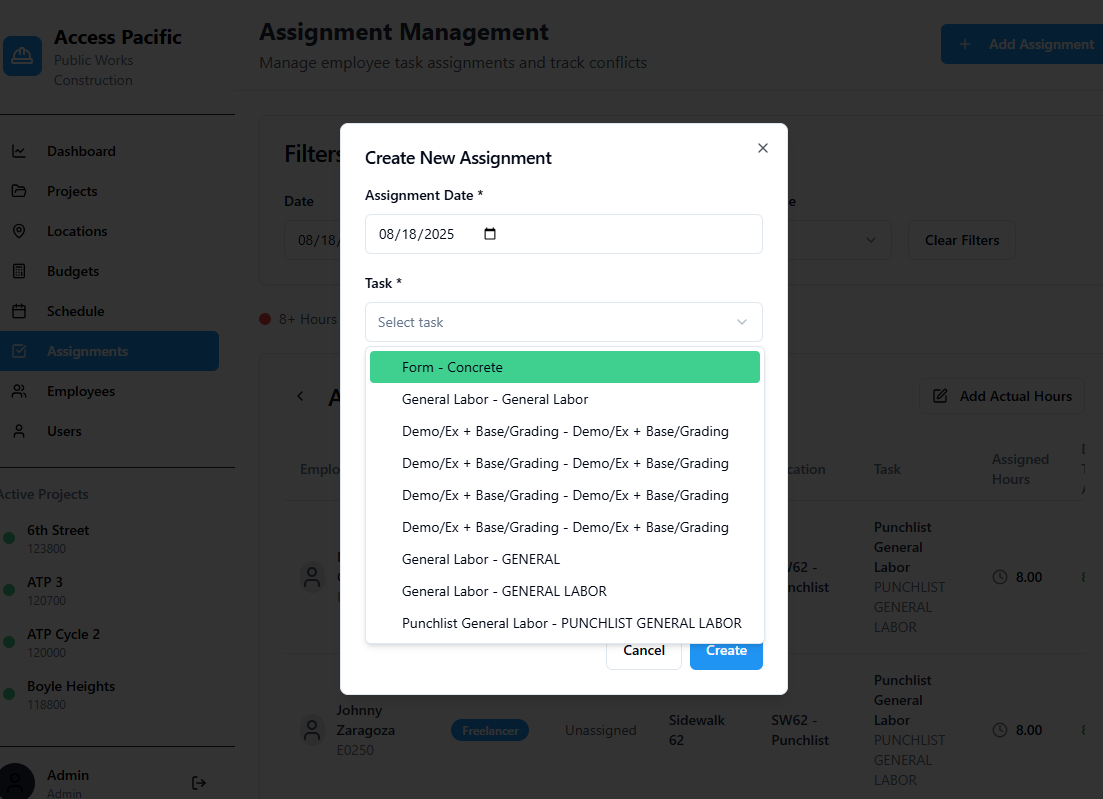 Access Pacific
Public Works
Construction
Assignment Management
Manage employee task assignments and track conflicts
Add Assignment
Dashboard
Projects
Locations
Budgets
Schedule
Assignments
Employees
Users
Active Projects
6th Street
123800
ATP 3
120700
ATP Cycle 2
120000
Boyle Heights
118800
Admin
Admin
Filters
Date
08/18/
Clear Filters
8+ Hours
Add Actual Hours
Create New Assignment
Assignment Date *
08/18/2025
Task *
Select task
Form - Concrete
General Labor - General Labor
Demo/Ex + Base/Grading - Demo/Ex + Base/Grading
Demo/Ex + Base/Grading - Demo/Ex + Base/Grading
Demo/Ex + Base/Grading - Demo/Ex + Base/Grading
Demo/Ex + Base/Grading - Demo/Ex + Base/Grading
General Labor - GENERAL
General Labor - GENERAL LABOR
Punchlist General Labor - PUNCHLIST GENERAL LABOR
Cancel
Create
Task
Assigned
Hours
Punchlist
General
Labor
PUNCHLIST
GENERAL
LABOR
8.00
Johnny
Zaragoza
E0250
Freelancer
Unassigned
Sidewalk
62
SW62 -
Punchlist
Punchlist
General
Labor
PUNCHLIST
GENERAL
LABOR
8.00